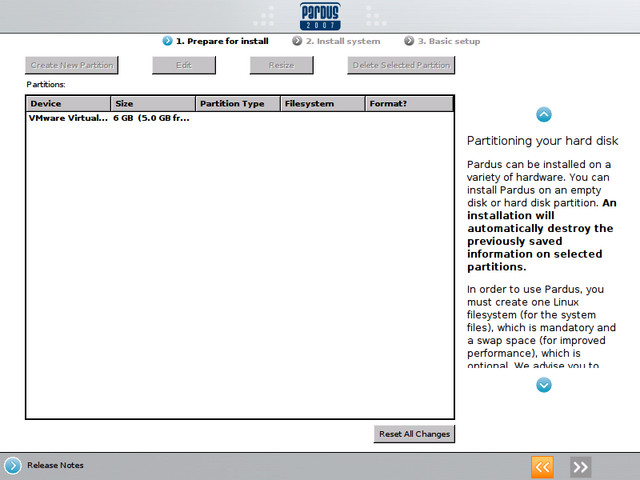 PARDUS
2007
1. Prepare for install 2. Install system 3. Basic setup
Create New Partition Edit Resize Delete Selected Partition
Partitions:
Device Size Partition Type Filesystem Format?
VMware Virtual... 6 GB (5.0 GB fr...
Partitioning your hard disk
Pardus can be installed on a
variety of hardware. You can
install Pardus on an empty
disk or hard disk partition. An
installation will
automatically destroy the
previously saved
information on selected
partitions.
In order to use Pardus, you
must create one Linux
filesystem (for the system
files), which is mandatory and
a swap space (for improved
performance), which is
optional. We advise you to
Reset All Changes
Release Notes